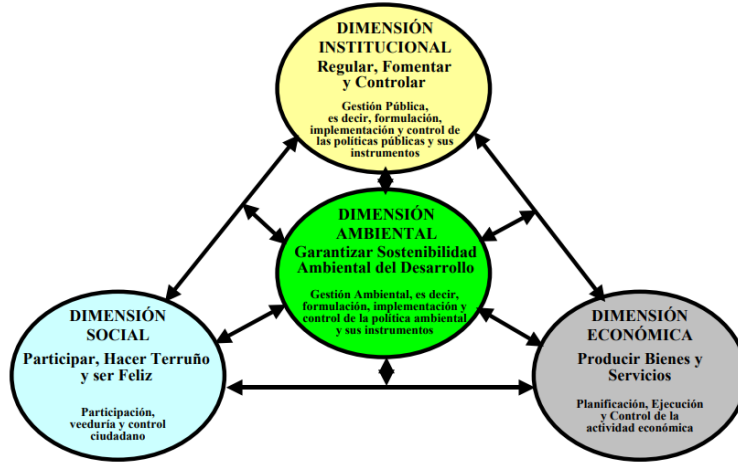 DIMENSIÓN
INSTITUCIONAL
Regular, Fomentar
y Controlar
Gestión Pública,
es decir, formulación,
implementación y control de
las políticas públicas y sus
instrumentos
DIMENSIÓN
AMBIENTAL
Garantizar Sostenibilidad
Ambiental del Desarrollo
Gestión Ambiental, es decir,
formulación, implementación y
control de la política ambiental
y sus instrumentos
DIMENSIÓN
SOCIAL
Participar, Hacer Terruño
y ser Feliz
Participación,
veeduría y control
ciudadano
DIMENSIÓN
ECONÓMICA
Producir Bienes y
Servicios
Planificación, Ejecución
y Control de la
actividad económica